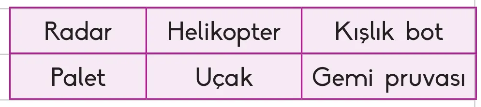 Radar Helikopter Kışlık bot
Palet Uçak Gemi pruvası